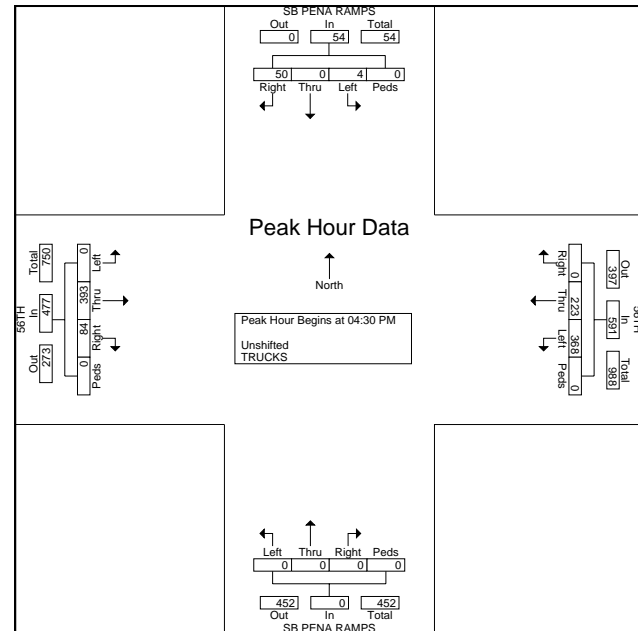 SB PENA RAMPS
Out In Total
0 54 54
50 0 4 0
Right Thru Left Peds
Peak Hour Data
North
Peak Hour Begins at 04:30 PM
Unshifted
TRUCKS
56TH
Total In Out
750 477 273
0 393 84 0
Left Thru Right Peds
Right Thru Left Peds
0 223 368 0
Out In Total
397 591 988
Left Thru Right Peds
0 0 0 0
452 0 452
Out In Total
SB PENA RAMPS